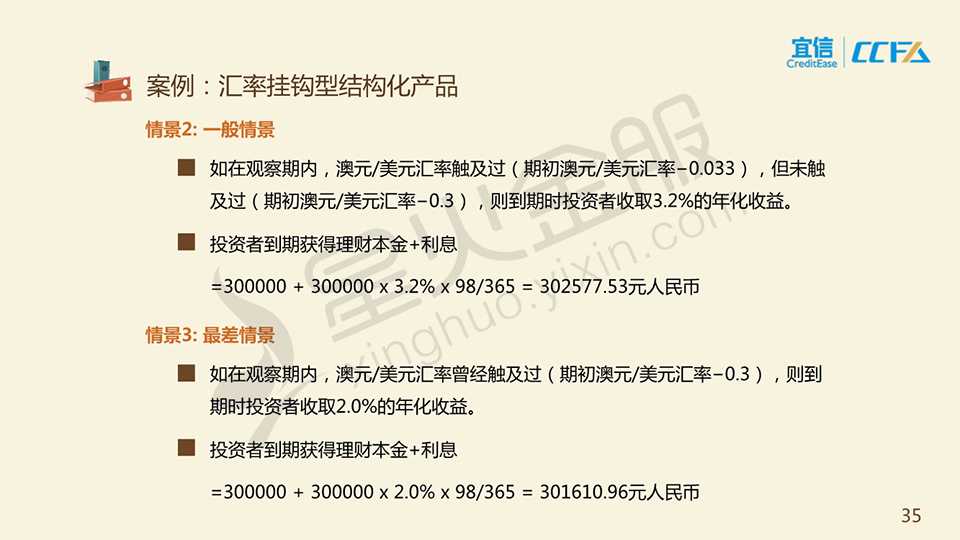 宜信
CreditEase
CCFA
案例：汇率挂钩型结构化产品
情景2: 一般情景
如在观察期内，澳元/美元汇率触及过（期初澳元/美元汇率-0.033），但未触
及过（期初澳元/美元汇率-0.3），则到期时投资者收取3.2%的年化收益。
投资者到期获得理财本金+利息
=300000 + 300000 x 3.2% x 98/365 = 302577.53元人民币
情景3: 最差情景
如在观察期内，澳元/美元汇率曾经触及过（期初澳元/美元汇率-0.3），则到
期时投资者收取2.0%的年化收益。
投资者到期获得理财本金+利息
=300000 + 300000 x 2.0% x 98/365 = 301610.96元人民币
星火金服
xinghuo.yixin.com
35